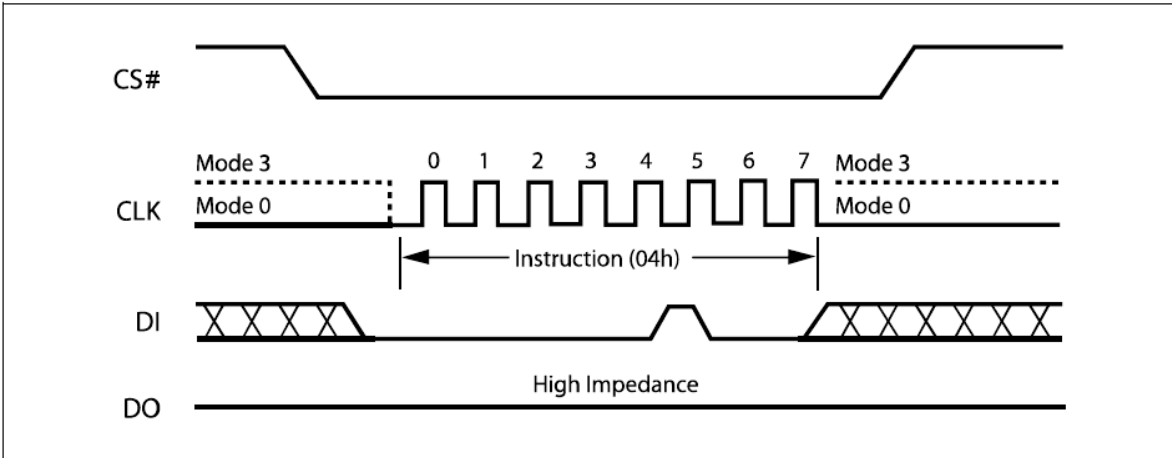 CS#
Mode 3
0 1 2 3 4 5 6 7
Mode 3
CLK
Mode 0
Mode 0
Instruction (04h)
DI
High Impedance
DO